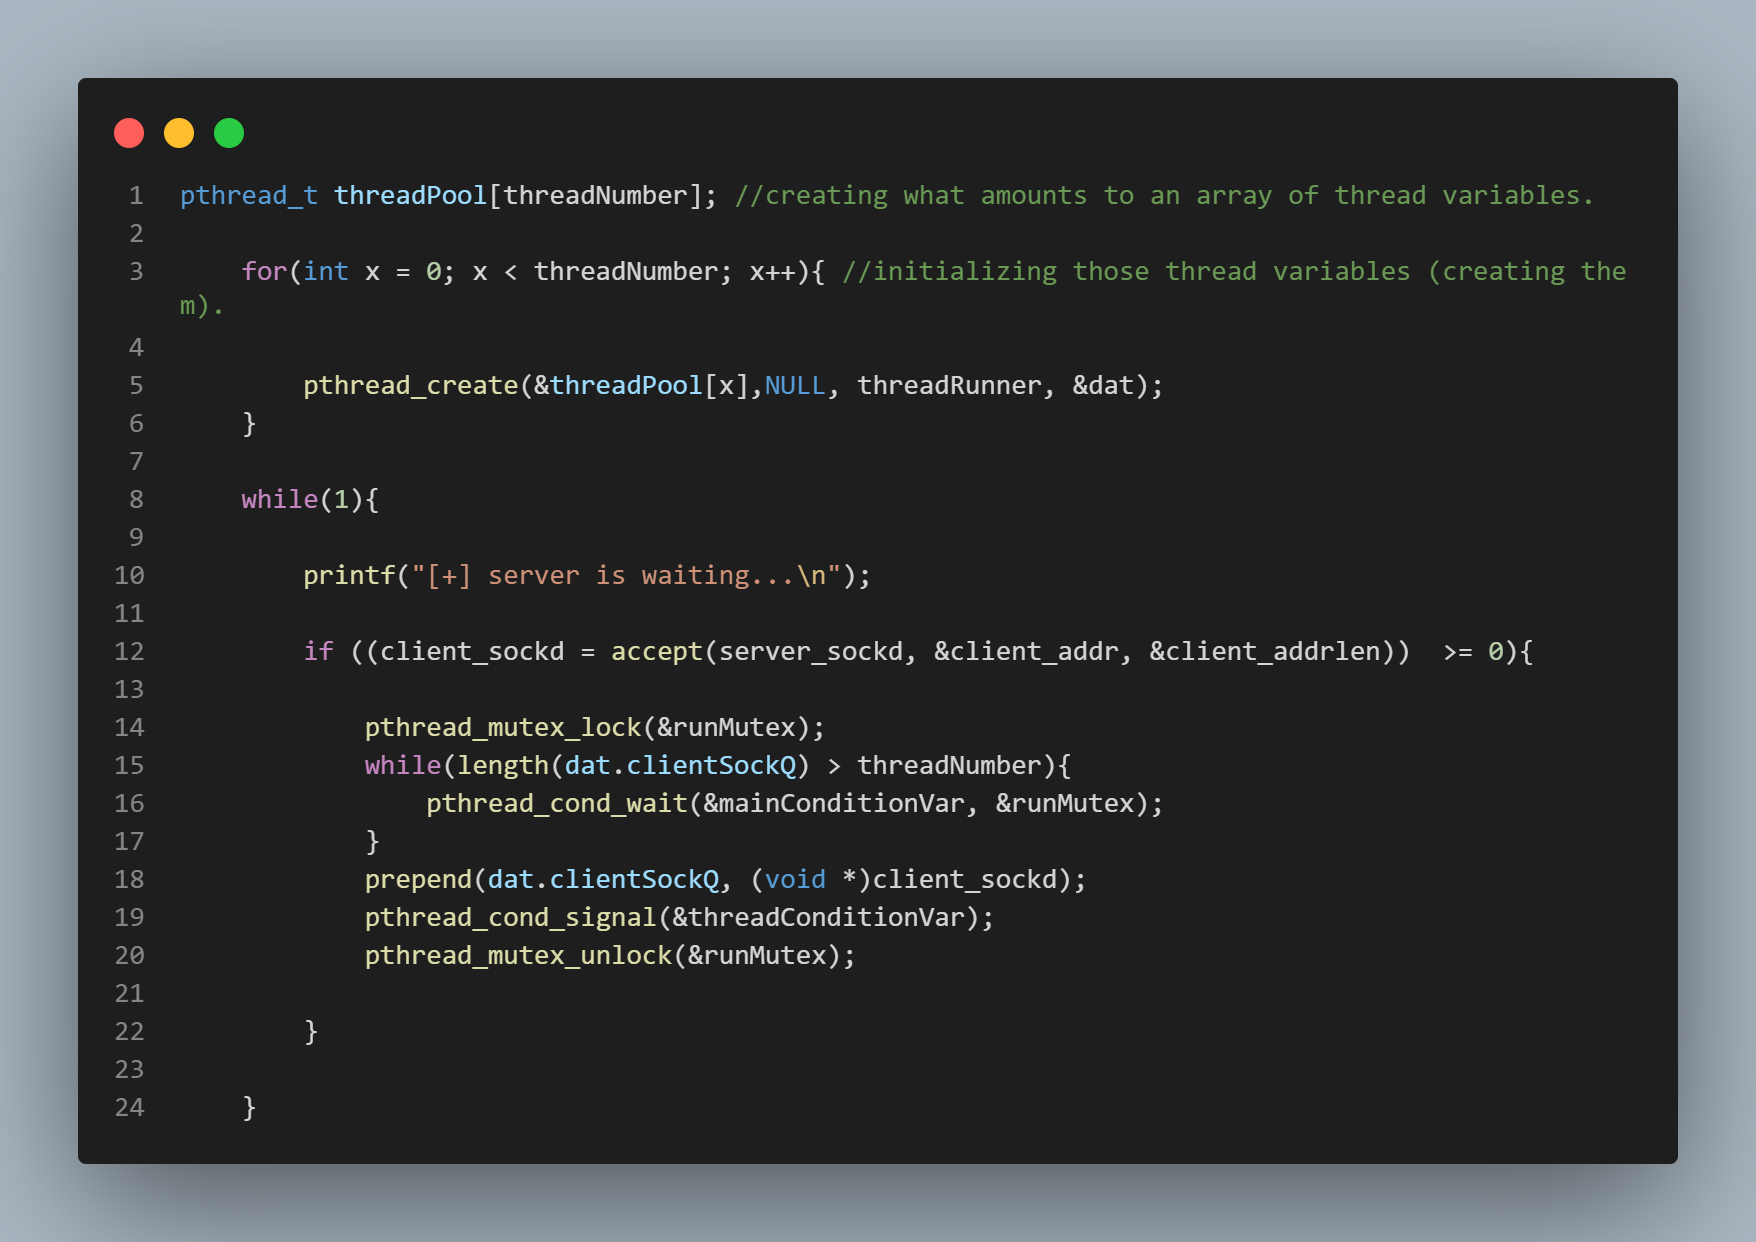 1 pthread_t threadPool[threadNumber]; //creating what amounts to an array of thread variables.
2
3     for(int x = 0; x < threadNumber; x++){ //initializing those thread variables (creating the
m).
4
5         pthread_create(&threadPool[x],NULL, threadRunner, &dat);
6     }
7
8     while(1){
9
10         printf("[+] server is waiting...\n");
11
12         if ((client_sockd = accept(server_sockd, &client_addr, &client_addrlen))  >= 0){
13
14             pthread_mutex_lock(&runMutex);
15             while(length(dat.clientSockQ) > threadNumber){
16                 pthread_cond_wait(&mainConditionVar, &runMutex);
17             }
18             prepend(dat.clientSockQ, (void *)client_sockd);
19             pthread_cond_signal(&threadConditionVar);
20             pthread_mutex_unlock(&runMutex);
21
22         }
23
24     }